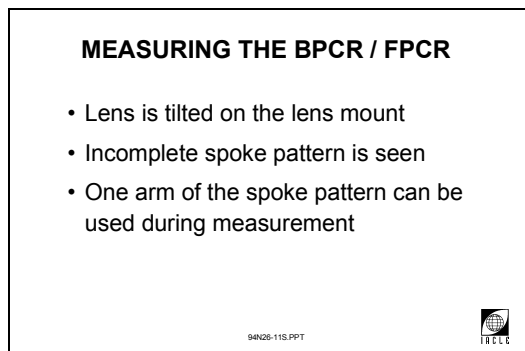 MEASURING THE BPCR / FPCR
• Lens is tilted on the lens mount
• Incomplete spoke pattern is seen
• One arm of the spoke pattern can be
used during measurement
94N26-11S.PPT
IACLE